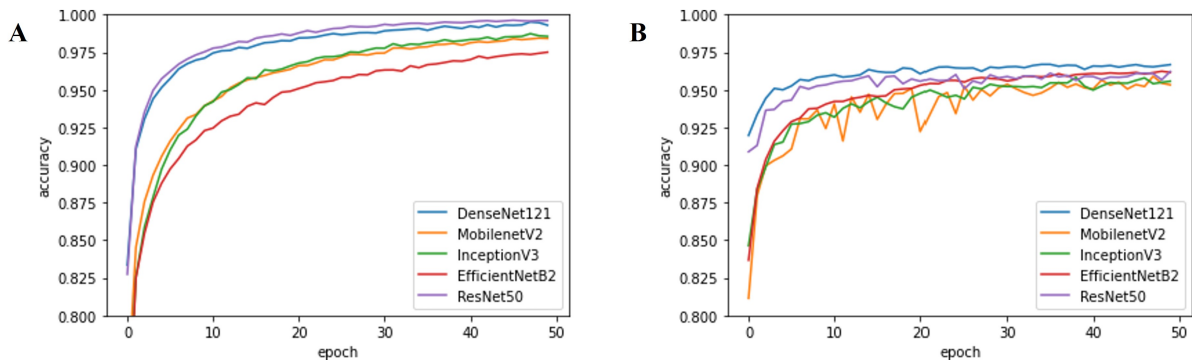 A
1.000
0.975
0.950
0.925
0.900
0.875
0.850
0.825
0.800
accuracy
0 10 20 30 40 50
epoch
DenseNet121
MobilenetV2
InceptionV3
EfficientNetB2
ResNet50
B
1.000
0.975
0.950
0.925
0.900
0.875
0.850
0.825
0.800
accuracy
0 10 20 30 40 50
epoch
DenseNet121
MobilenetV2
InceptionV3
EfficientNetB2
ResNet50